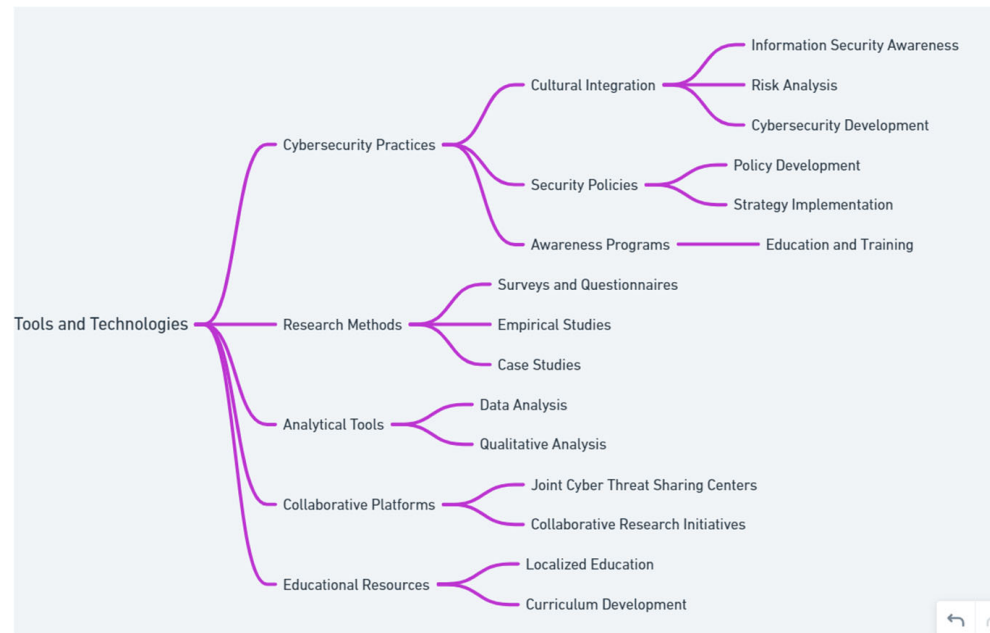 Tools and Technologies
Cybersecurity Practices
Cultural Integration
Information Security Awareness
Risk Analysis
Cybersecurity Development
Security Policies
Policy Development
Strategy Implementation
Awareness Programs
Education and Training
Research Methods
Surveys and Questionnaires
Empirical Studies
Case Studies
Analytical Tools
Data Analysis
Qualitative Analysis
Collaborative Platforms
Joint Cyber Threat Sharing Centers
Collaborative Research Initiatives
Educational Resources
Localized Education
Curriculum Development